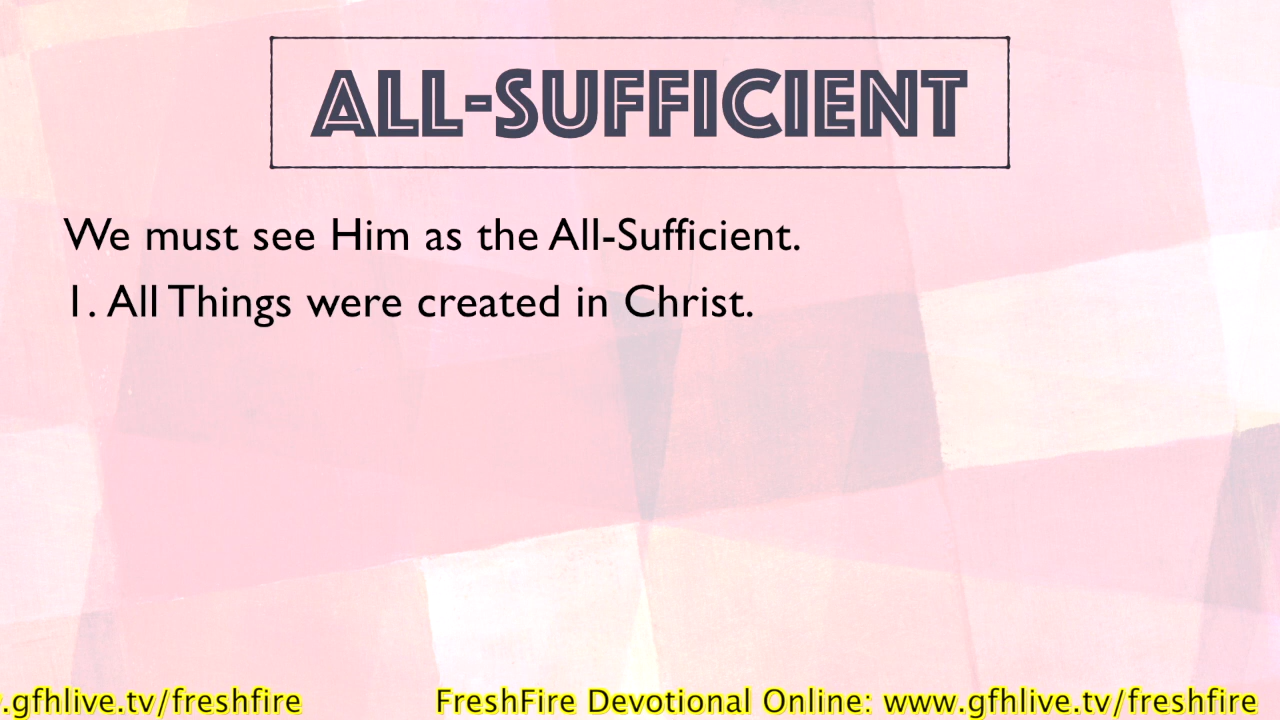 ALL-SUFFICIENT
We must see Him as the All-Sufficient.
1. All Things were created in Christ.
.gfhlive.tv/freshfire FreshFire Devotional Online: www.gfhlive.tv/freshfire